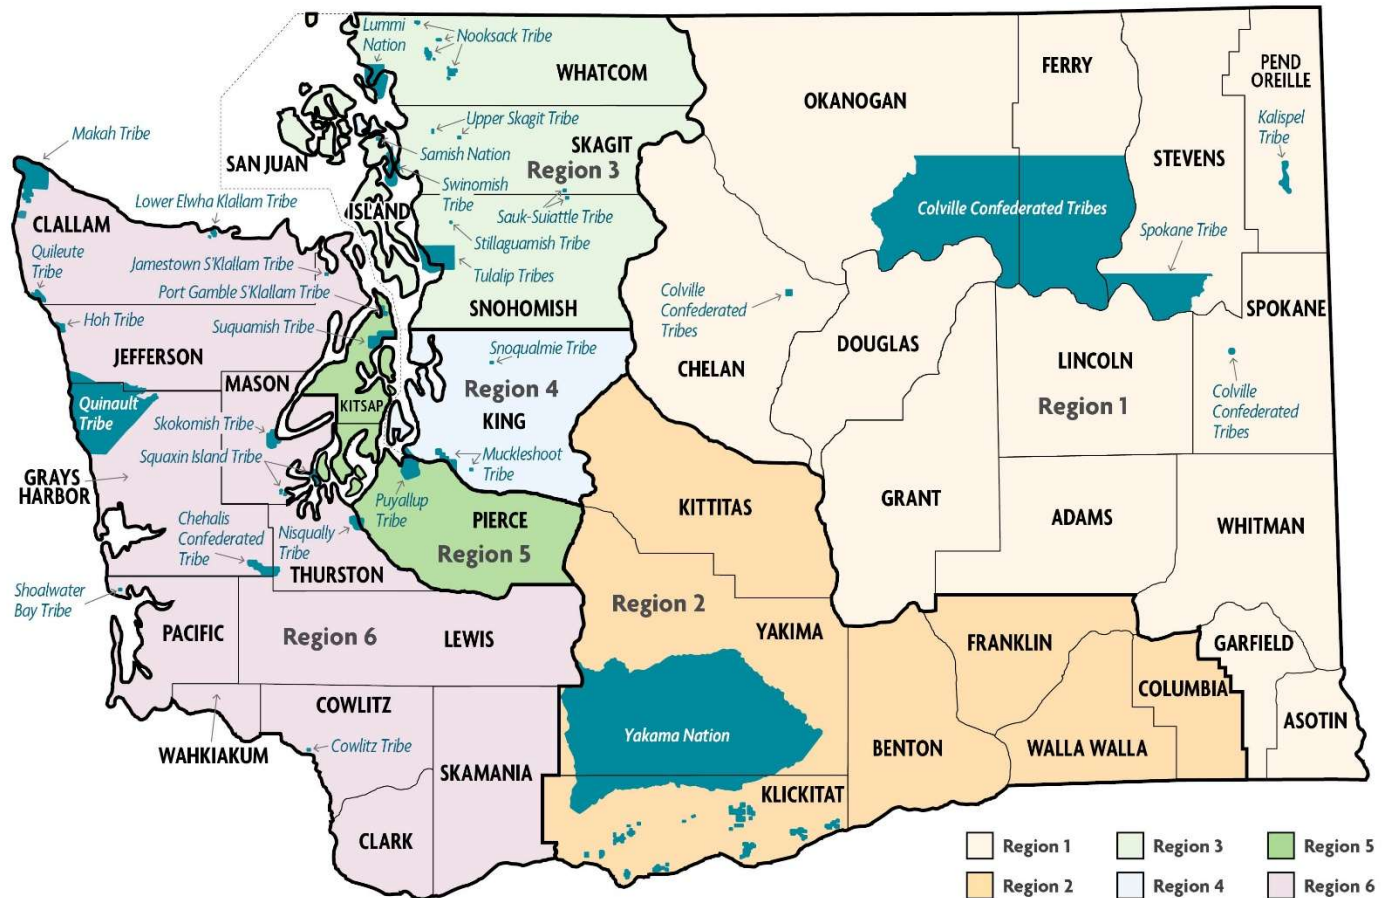 Lummi
Nation
Nooksack Tribe
WHATCOM
OKANOGAN
FERRY
PEND
OREILLE
Kalispel
Tribe
STEVENS
Makah Tribe
Upper Skagit Tribe
SKAGIT
Samish Nation
Region 3
SAN JUAN
Swinomish
Tribe
Lower Elwha Klallam Tribe
ISLAND
Sauk-Suiattle Tribe
Colville Confederated Tribes
CLALLAM
Stillaguamish Tribe
Spokane Tribe
Quileute
Tribe
Jamestown S'Klallam Tribe
Tulalip Tribes
Port Gamble S'Klallam Tribe
SNOHOMISH
Colville
Confederated
Tribes
SPOKANE
Hoh Tribe
Suquamish Tribe
JEFFERSON
Snoqualmie Tribe
DOUGLAS
CHELAN
LINCOLN
MASON
Region 4
KING
Region 1
Colville
Confederated
Tribes
Quinault
Tribe
KITSAP
Skokomish Tribe
Squaxin Island Tribe
Muckleshoot
Tribe
GRAYS
HARBOR
Puyallup
Tribe
KITTITAS
GRANT
ADAMS
WHITMAN
Chehalis
Confederated
Tribe
Nisqually
Tribe
PIERCE
Region 5
THURSTON
Shoalwater
Bay Tribe
Region 2
PACIFIC
Region 6
LEWIS
YAKIMA
FRANKLIN
GARFIELD
COLUMBIA
COWLITZ
ASOTIN
WAHKIAKUM
Cowlitz Tribe
Yakama Nation
BENTON
WALLA WALLA
SKAMANIA
KLICKITAT
CLARK
Region 1
Region 3
Region 5
Region 2
Region 4
Region 6